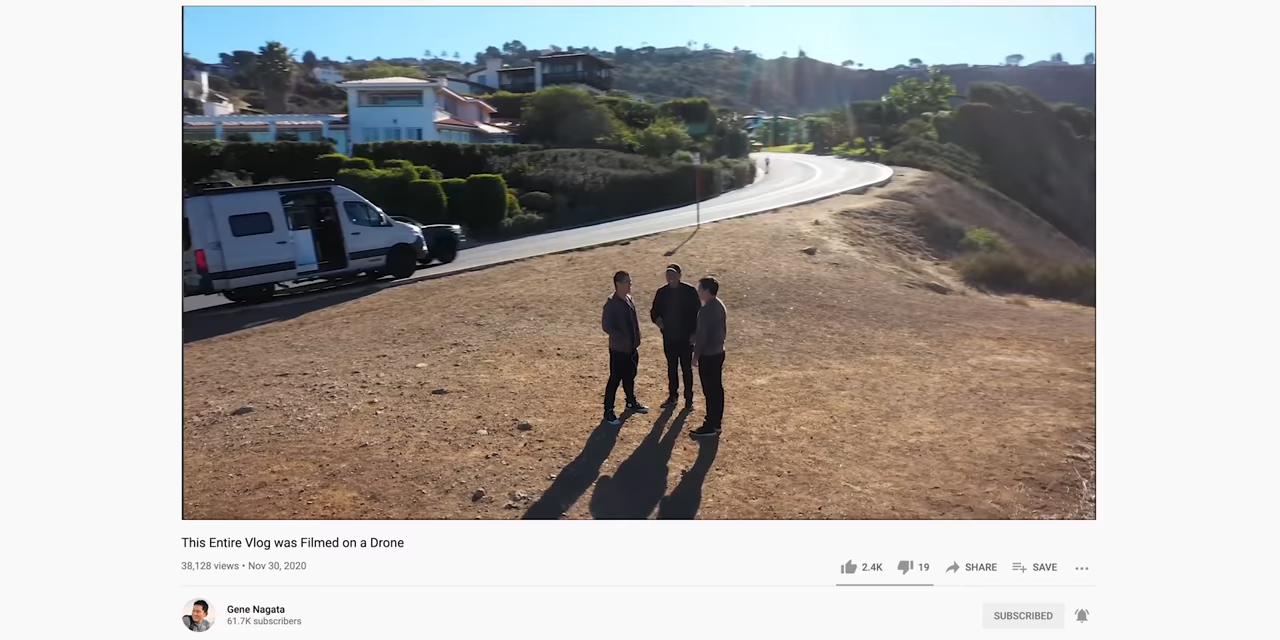 This Entire Vlog was Filmed on a Drone
38,128 views • Nov 30, 2020
2.4K 19 SHARE SAVE
Gene Nagata
61.7K subscribers
SUBSCRIBED